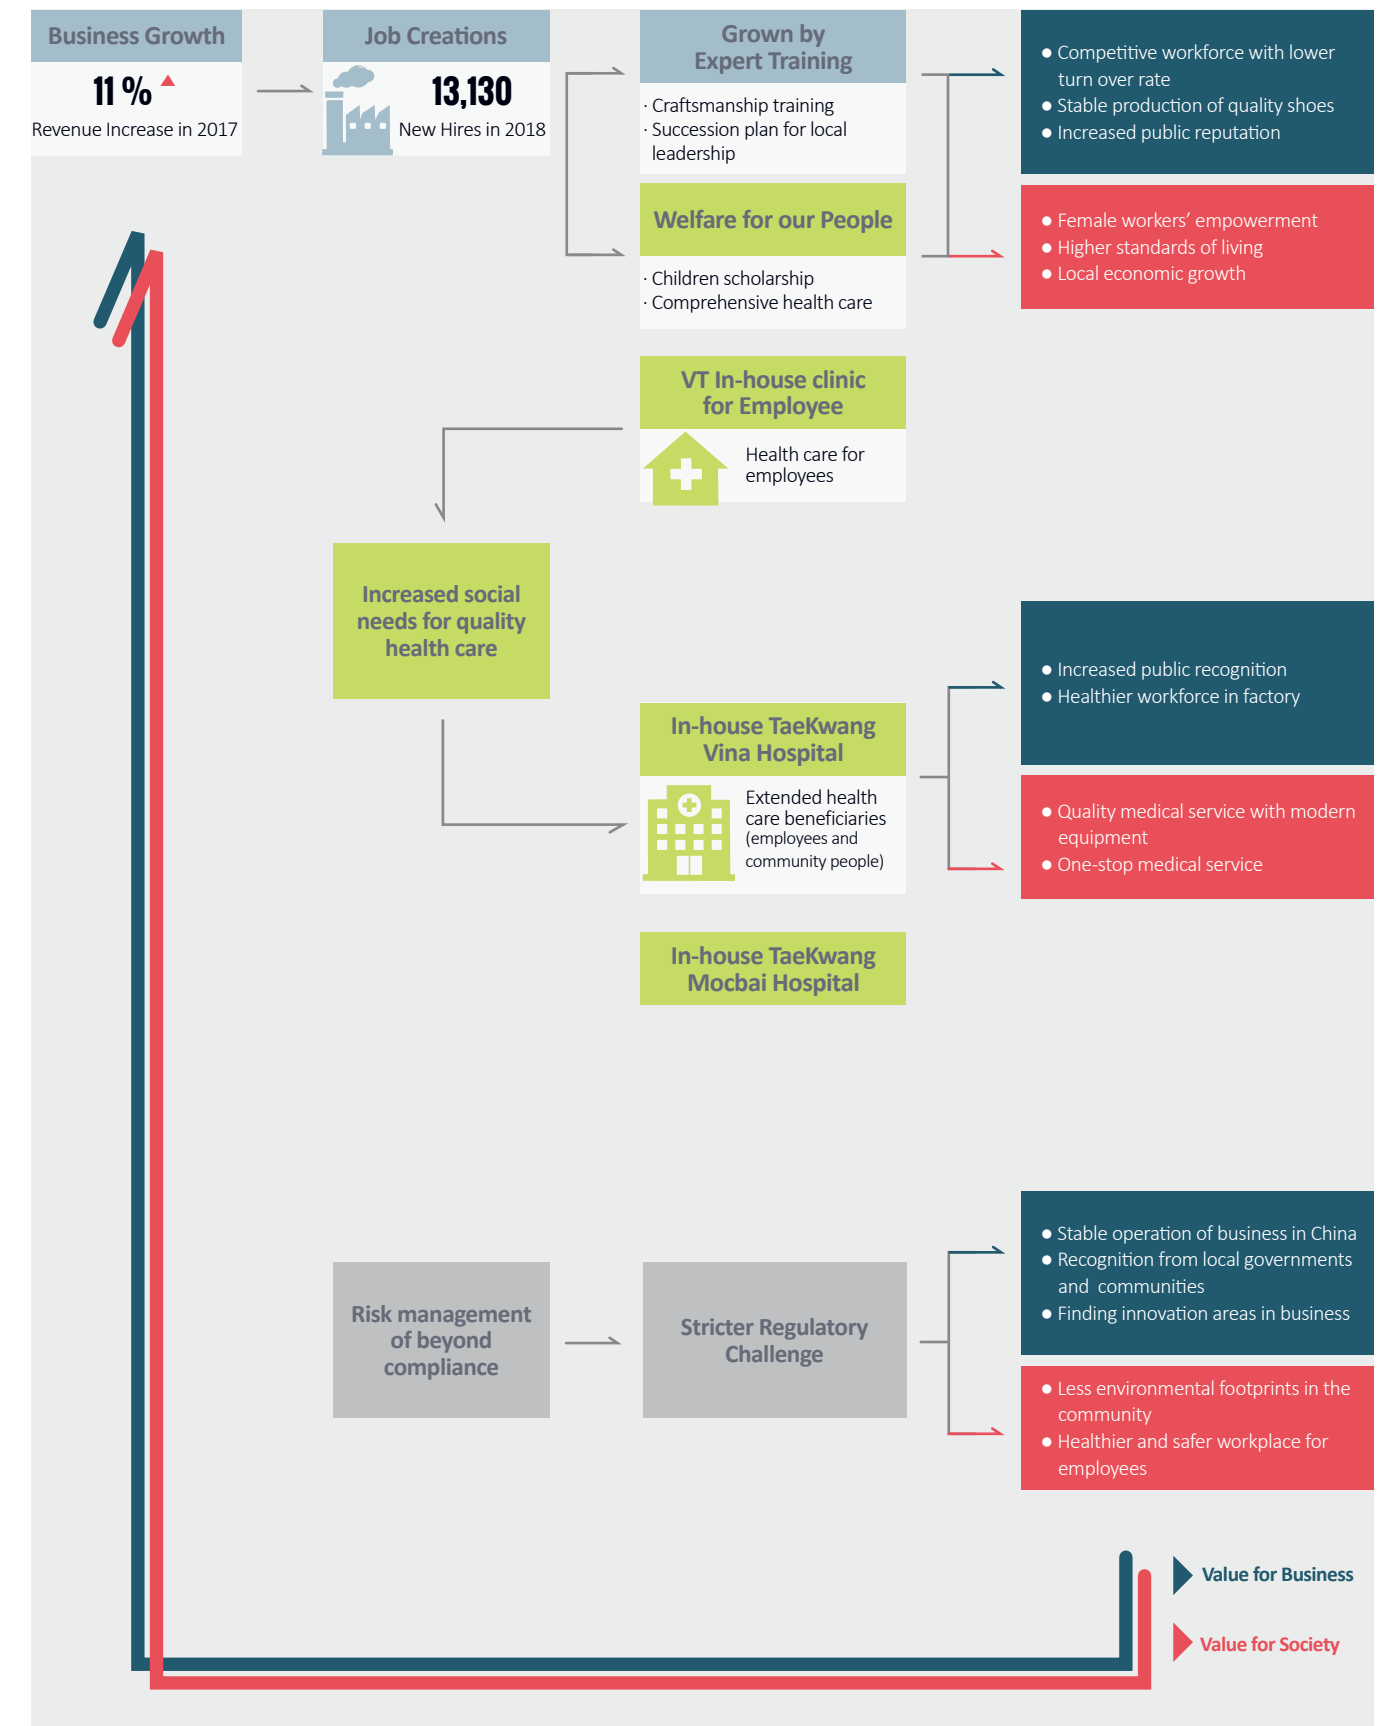 Business Growth
11 %
Revenue Increase in 2017
Job Creations
13,130
New Hires in 2018
Grown by
Expert Training
· Craftsmanship training
· Succession plan for local
leadership
Welfare for our People
· Children scholarship
· Comprehensive health care
● Competitive workforce with lower
turn over rate
● Stable production of quality shoes
● Increased public reputation
● Female workers’ empowerment
● Higher standards of living
● Local economic growth
VT In-house clinic
for Employee
Health care for
employees
Increased social
needs for quality
health care
In-house TaeKwang
Vina Hospital
Extended health
care beneficiaries
(employees and
community people)
● Increased public recognition
● Healthier workforce in factory
● Quality medical service with modern
equipment
● One-stop medical service
In-house TaeKwang
Mocbai Hospital
Risk management
of beyond
compliance
Stricter Regulatory
Challenge
● Stable operation of business in China
● Recognition from local governments
and communities
● Finding innovation areas in business
● Less environmental footprints in the
community
● Healthier and safer workplace for
employees
Value for Business
Value for Society